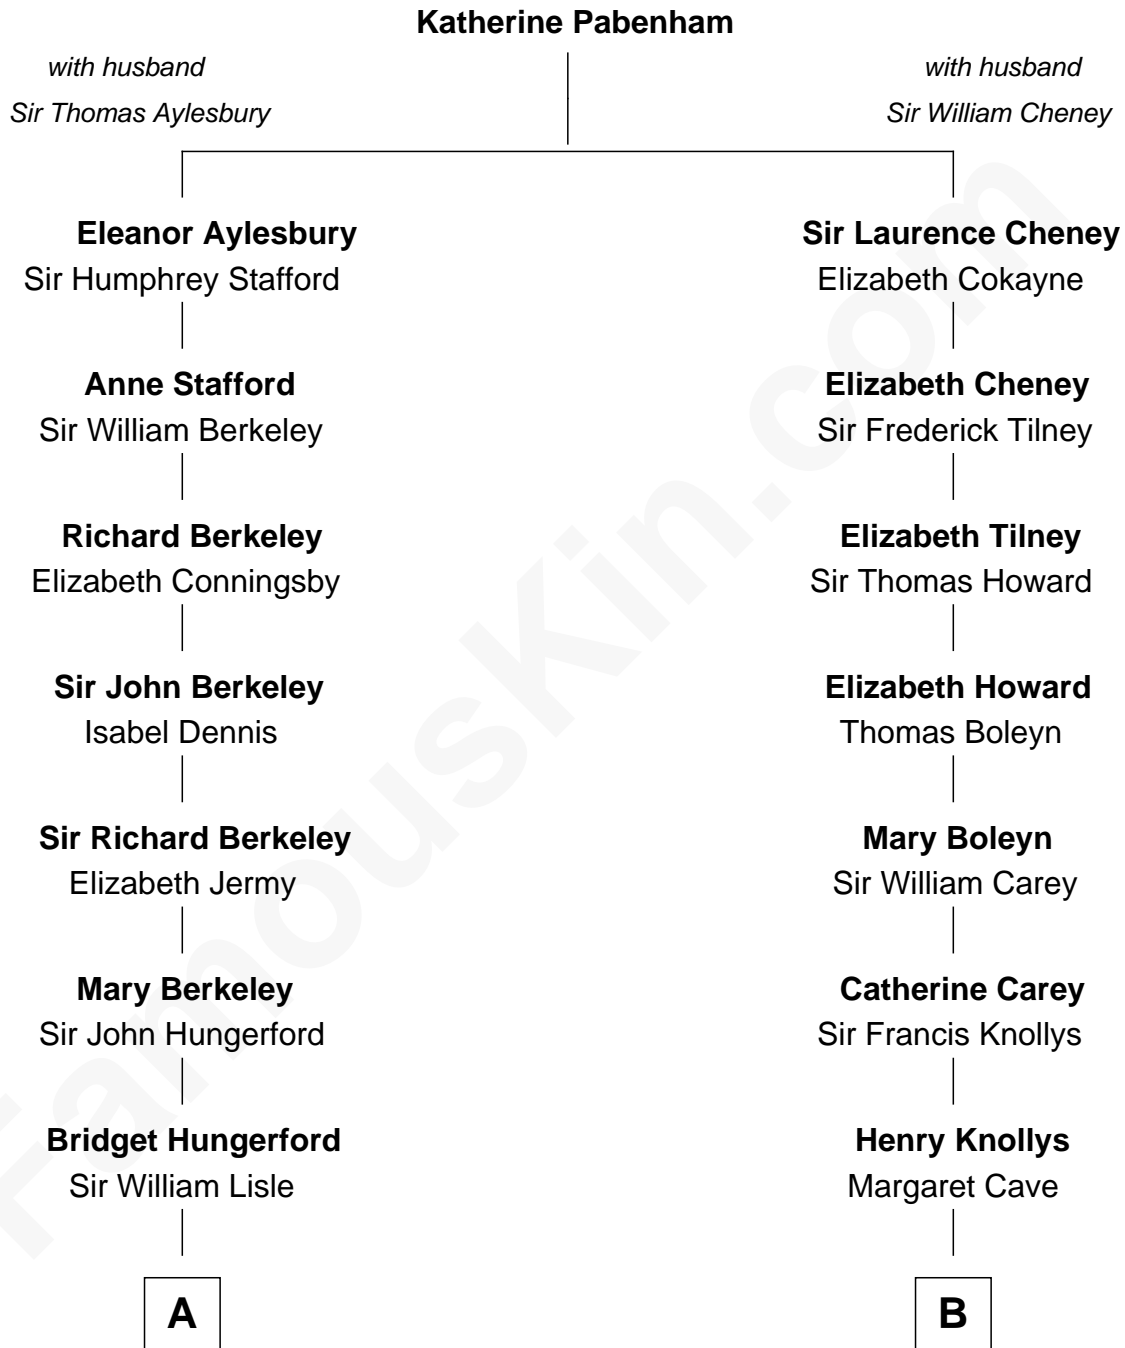 Katherine Pabenham
with husband
Sir Thomas Aylesbury
with husband
Sir William Cheney
Eleanor Aylesbury
Sir Humphrey Stafford
Sir Laurence Cheney
Elizabeth Cokayne
Anne Stafford
Sir William Berkeley
Elizabeth Cheney
Sir Frederick Tilney
Richard Berkeley
Elizabeth Conningsby
Elizabeth Tilney
Sir Thomas Howard
Sir John Berkeley
Isabel Dennis
Elizabeth Howard
Thomas Boleyn
Sir Richard Berkeley
Elizabeth Jermy
Mary Boleyn
Sir William Carey
Mary Berkeley
Sir John Hungerford
Catherine Carey
Sir Francis Knollys
Bridget Hungerford
Sir William Lisle
Henry Knollys
Margaret Cave
A
B
FamousKin.com